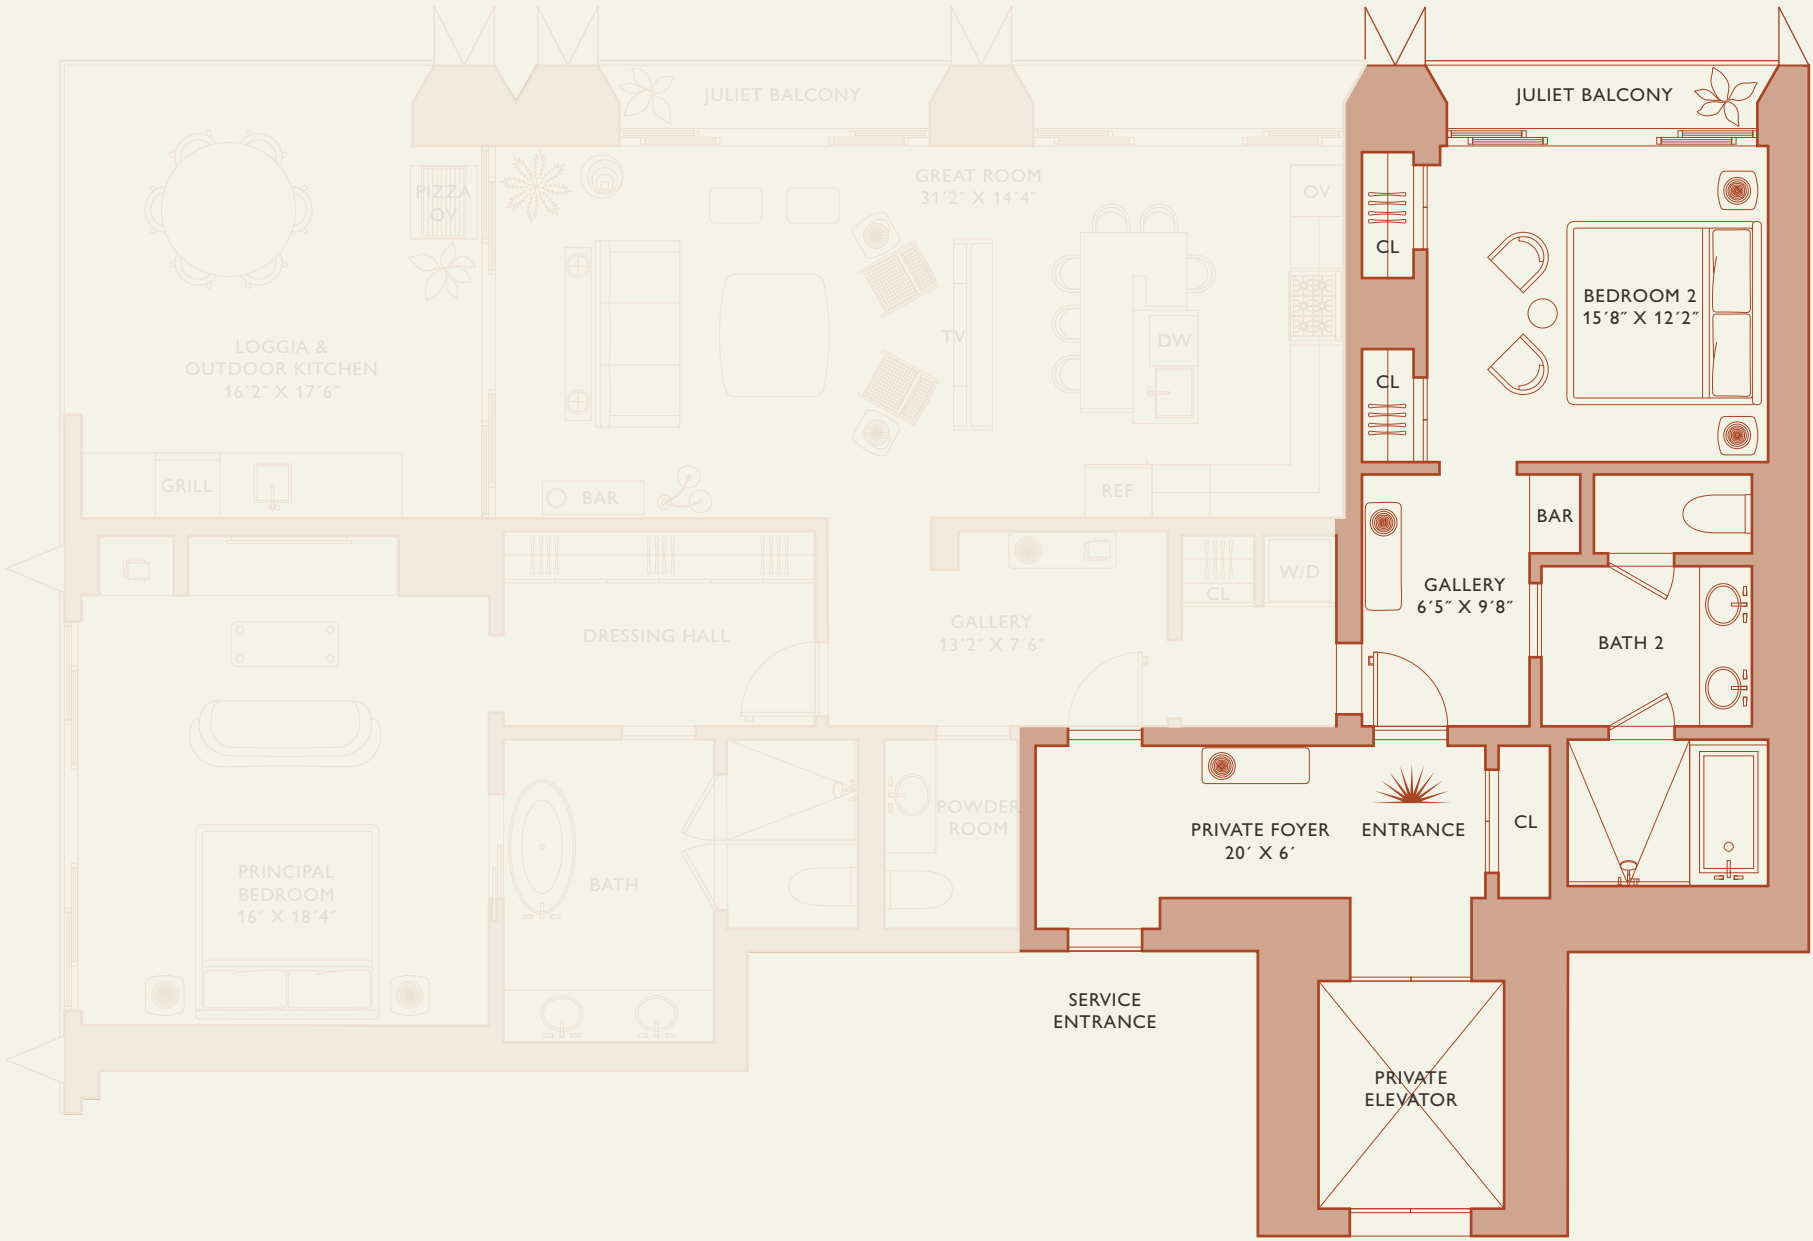 JULIET BALCONY
JULIET BALCONY
GREAT ROOM
31´2˝ X 14´4˝
PIZZA
OV
OV
CL
BEDROOM 2
15´8˝ X 12´2˝
TV
DW
LOGGIA &
OUTDOOR KITCHEN
16´2˝ X 17´6˝
CL
GRILL
BAR
REF
BAR
W/D
CL
GALLERY
6´5˝ X 9´8˝
DRESSING HALL
GALLERY
13´2˝ X 7´6˝
BATH 2
POWDER
ROOM
PRIVATE FOYER
20´ X 6´
ENTRANCE
CL
PRINCIPAL
BEDROOM
16´ X 18´4˝
BATH
SERVICE
ENTRANCE
PRIVATE
ELEVATOR